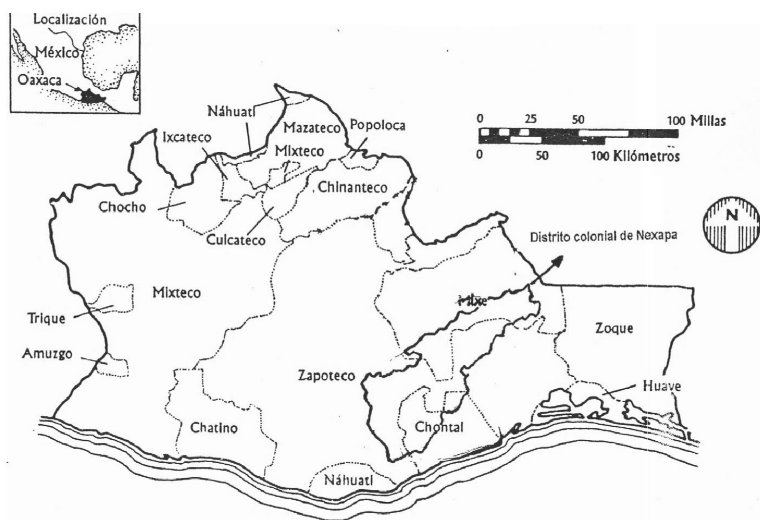 Localización
México
Oaxaca
Náhuatl
Mazateco
Popoloca
Ixcateco
Mixteco
Chinanteco
Chocho
Culcateco
0 50 100 Millas
0 50 100 Kilómetros
N
Distrito colonial de Nexapa
Mixteco
Mixe
Trique
Zoque
Amuzgo
Zapoteco
Huave
Chatino
Chontal
Náhuatl